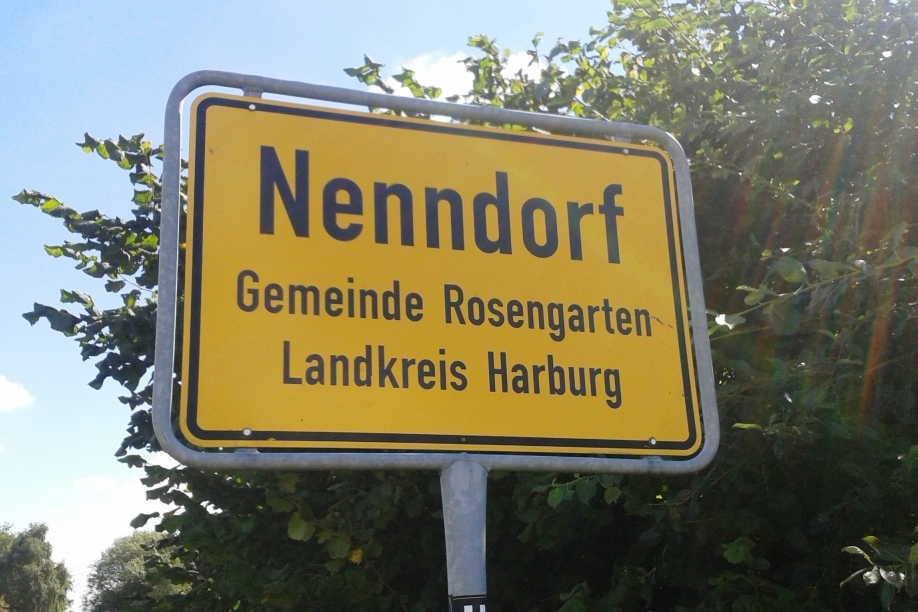 Nenndorf
Gemeinde Rosengarten
Landkreis Harburg